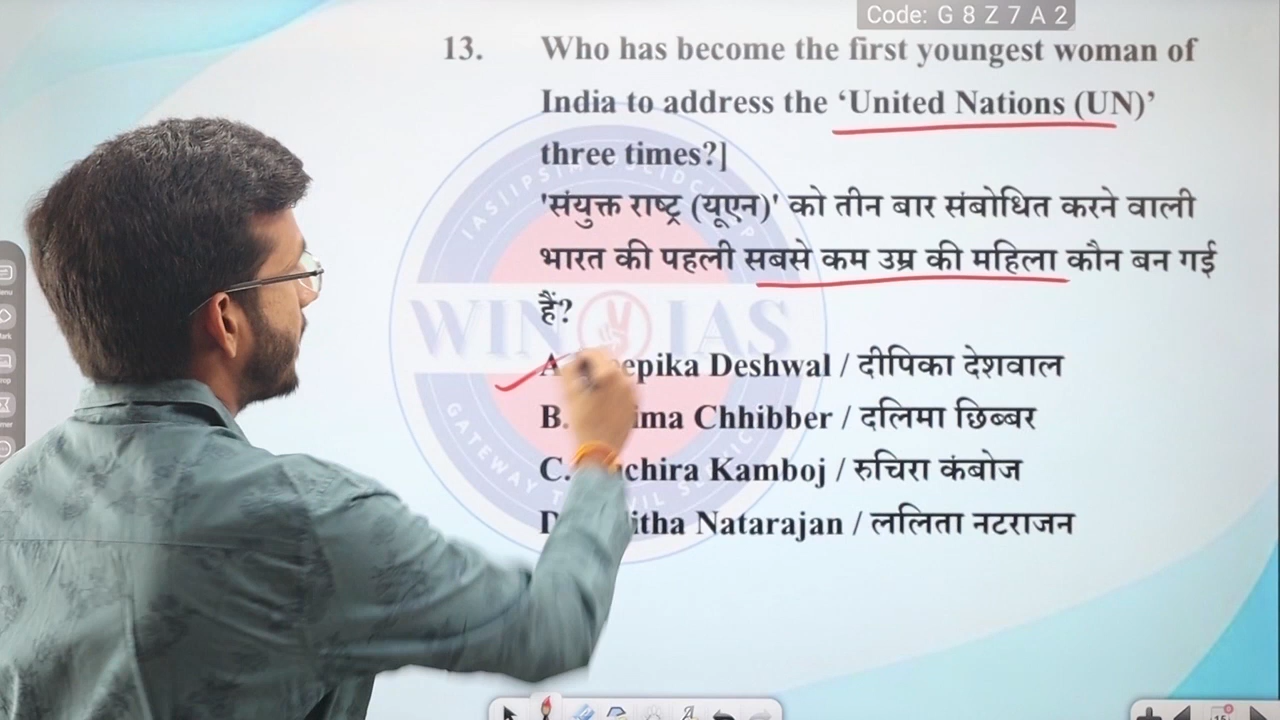 Code: G 8 Z 7 A 2
13. Who has become the first youngest woman of
India to address the ‘United Nations (UN)’
three times?]
'संयुक्त राष्ट्र (यूएन)' को तीन बार संबोधित करने वाली
भारत की पहली सबसे कम उम्र की महिला कौन बन गई
हैं?
WIN IAS
A epika Deshwal / दीपिका देशवाल
B. ima Chhibber / दलिमा छिब्बर
C. chira Kamboj / रुचिरा कंबोज
D itha Natarajan / ललिता नटराजन